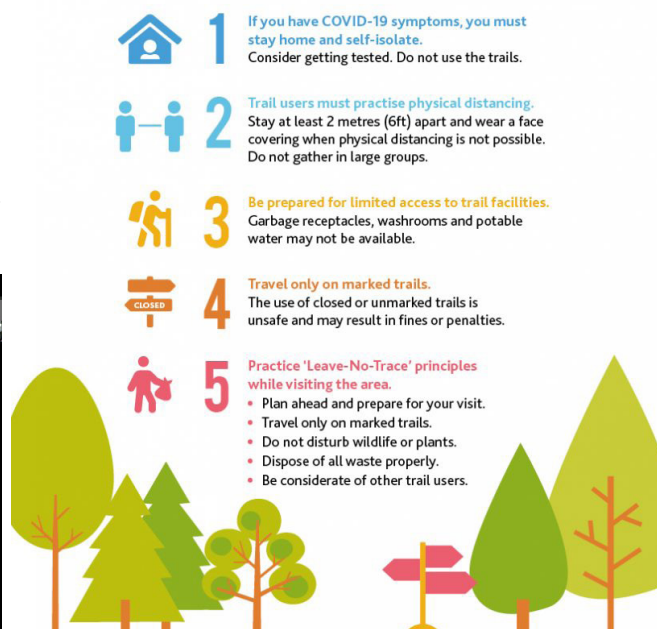 1
If you have COVID-19 symptoms, you must
stay home and self-isolate.
Consider getting tested. Do not use the trails.
2
Trail users must practise physical distancing.
Stay at least 2 metres (6ft) apart and wear a face
covering when physical distancing is not possible.
Do not gather in large groups.
3
Be prepared for limited access to trail facilities.
Garbage receptacles, washrooms and potable
water may not be available.
CLOSED
4
Travel only on marked trails.
The use of closed or unmarked trails is
unsafe and may result in fines or penalties.
5
Practice ‘Leave-No-Trace’ principles
while visiting the area.
• Plan ahead and prepare for your visit.
• Travel only on marked trails.
• Do not disturb wildlife or plants.
• Dispose of all waste properly.
• Be considerate of other trail users.